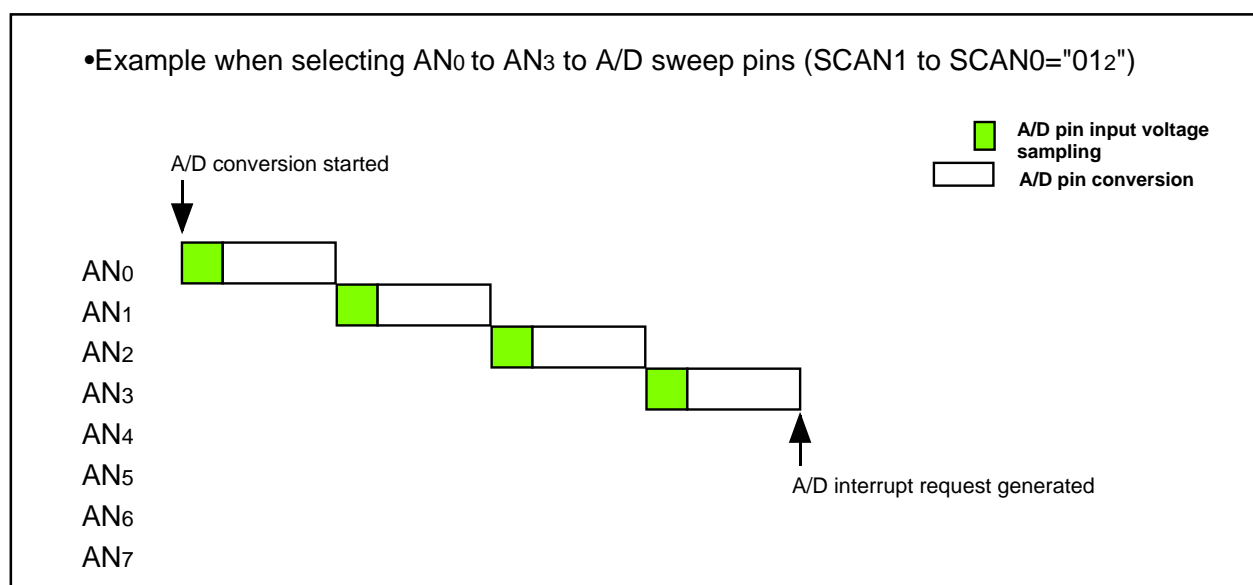 •Example when selecting AN0 to AN3 to A/D sweep pins (SCAN1 to SCAN0="012")
A/D pin input voltage
sampling
A/D pin conversion
A/D conversion started
AN0
AN1
AN2
AN3
AN4
AN5
AN6
AN7
A/D interrupt request generated